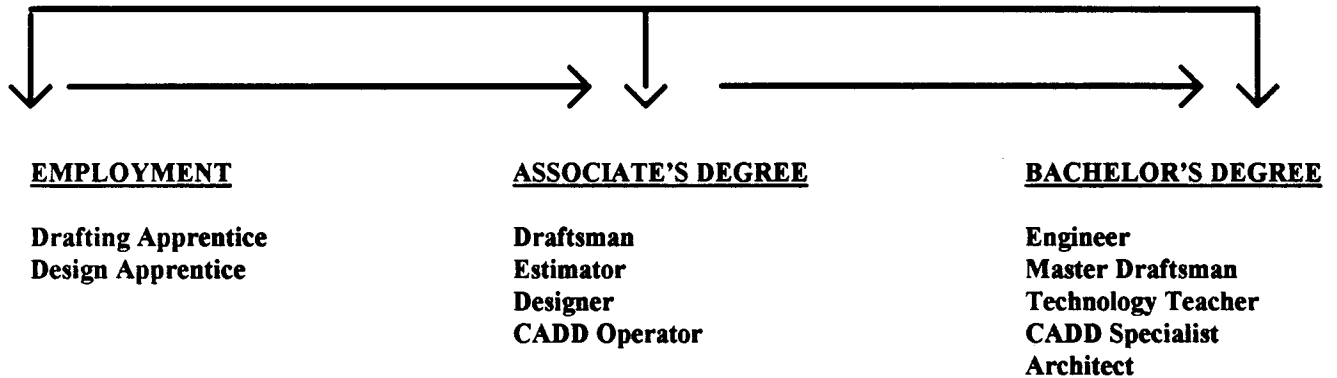 EMPLOYMENT
Drafting Apprentice
Design Apprentice
ASSOCIATE'S DEGREE
Draftsman
Estimator
Designer
CADD Operator
BACHELOR'S DEGREE
Engineer
Master Draftsman
Technology Teacher
CADD Specialist
Architect